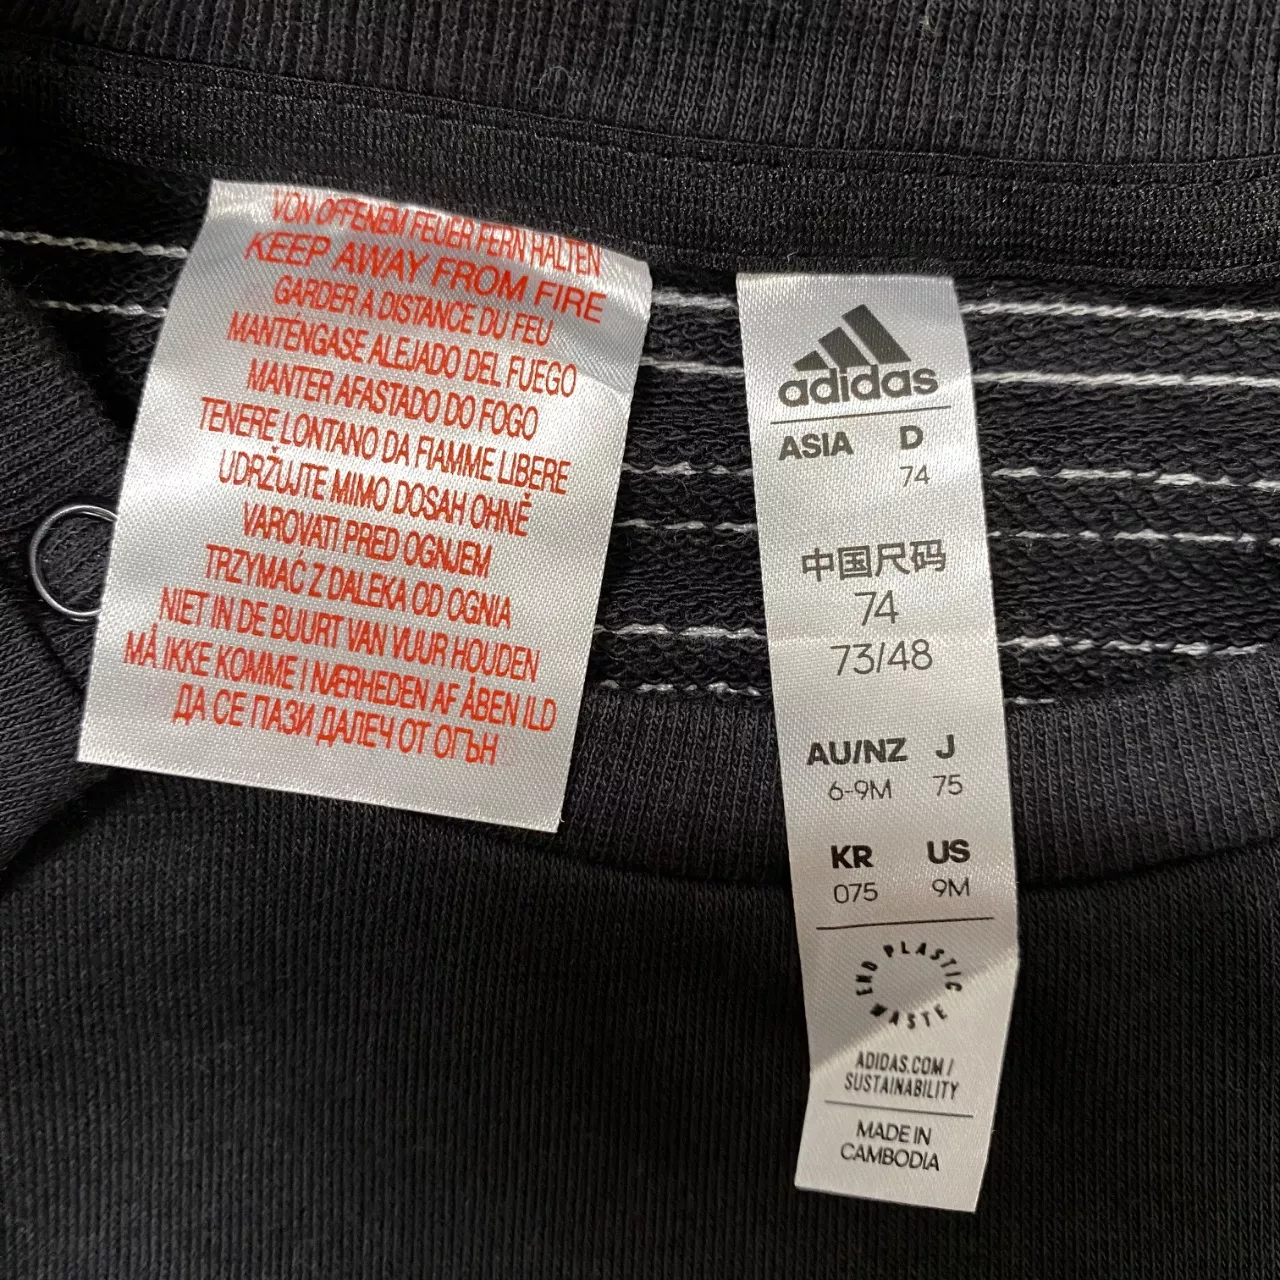 VON OFFENEM FEUER FERN HALTEN
KEEP AWAY FROM FIRE
GARDER A DISTANCE DU FEU
MANTÉNGASE ALEJADO DEL FUEGO
MANTER AFASTADO DO FOGO
TENERE LONTANO DA FIAMME LIBERE
UDRŽUJTE MIMO DOSAH OHNĚ
VAROVATI PRED OGNJEM
TRZYMAĆ Z DALEKA OD OGNIA
NIET IN DE BUURT VAN VUUR HOUDEN
MÅ IKKE KOMME I NÆRHEDEN AF ÅBEN ILD
ДА СЕ ПАЗИ ДАЛЕЧ ОТ ОГЪН
adidas
ASIA D
74
中国尺码
74
73/48
AU/NZ J
6-9M 75
KR US
075 9M
END PLASTIC WASTE
ADIDAS.COM/
SUSTAINABILITY
MADE IN
CAMBODIA